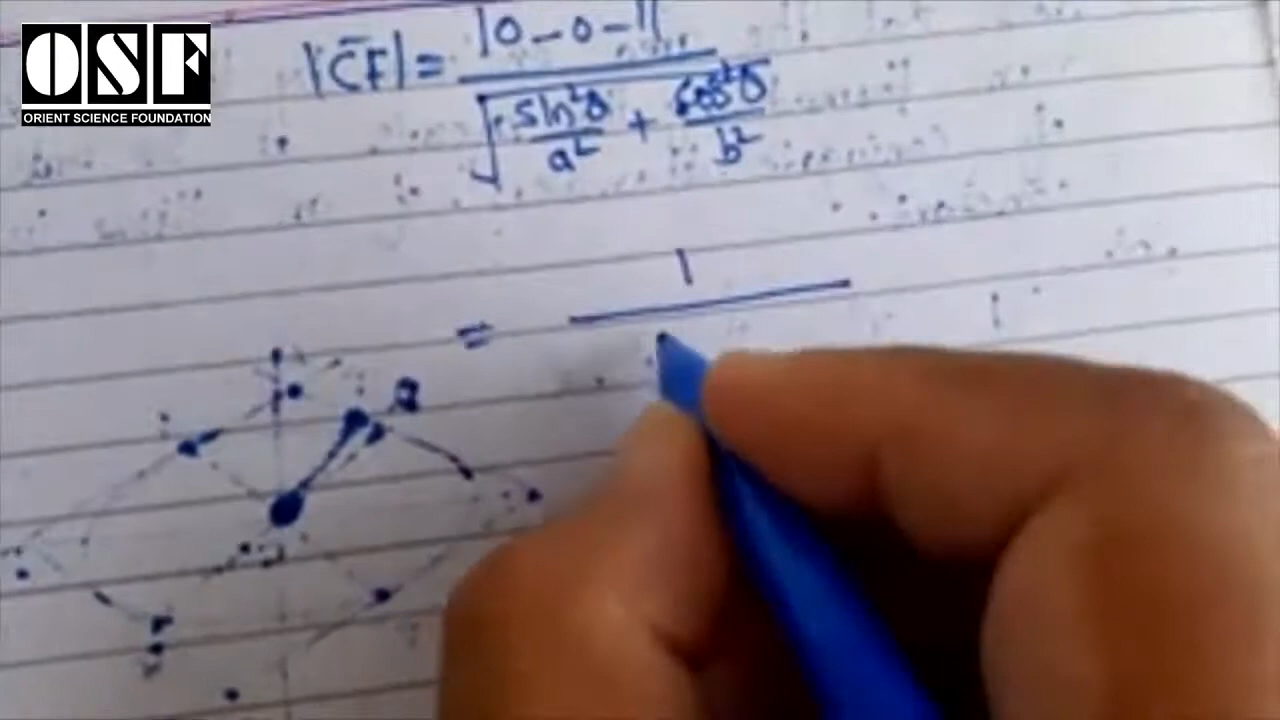 OSF
ORIENT SCIENCE FOUNDATION
|CF| = |0-0-1| / √(sin²θ/a² + cos²θ/b²)
= 1